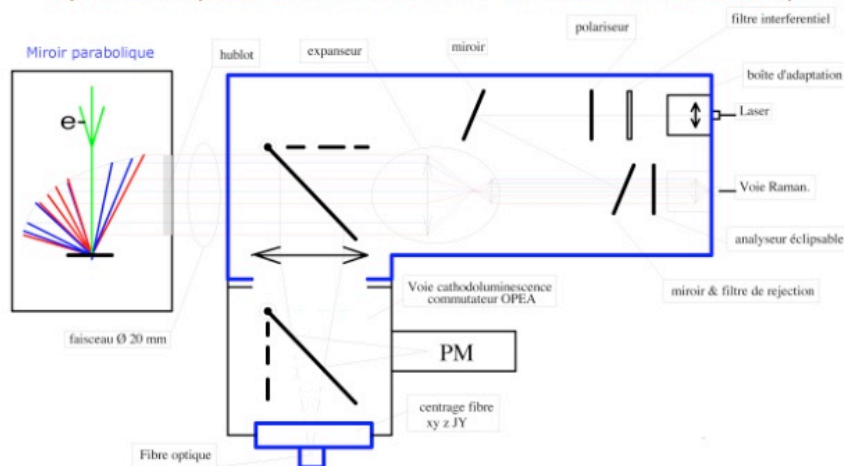 filtre interferentiel
polariseur
miroir
expanseur
hublot
Miroir parabolique
boîte d'adaptation
e-
Laser
Voie Raman.
analyseur éclipsable
miroir & filtre de rejection
Voie cathodoluminescence
commutateur OPEA
faisceau Ø 20 mm
PM
centrage fibre
xy z JY
Fibre optique